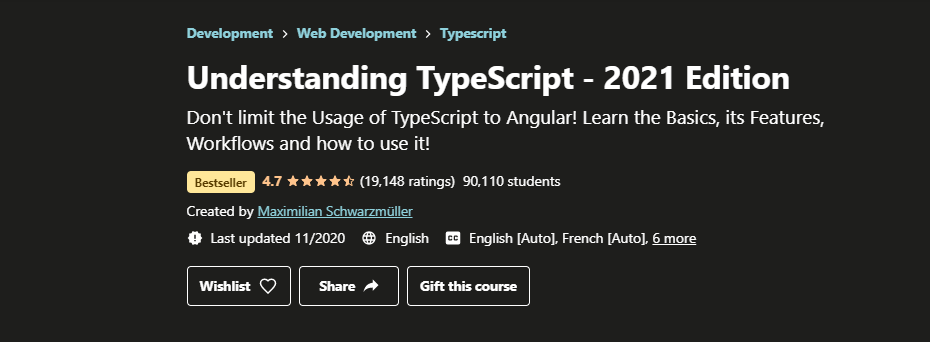 Development > Web Development > Typescript
Understanding TypeScript - 2021 Edition
Don't limit the Usage of TypeScript to Angular! Learn the Basics, its Features,
Workflows and how to use it!
Bestseller 4.7 (19,148 ratings) 90,110 students
Created by Maximilian Schwarzmüller
Last updated 11/2020 English CC English [Auto], French [Auto], 6 more
Wishlist Share Gift this course